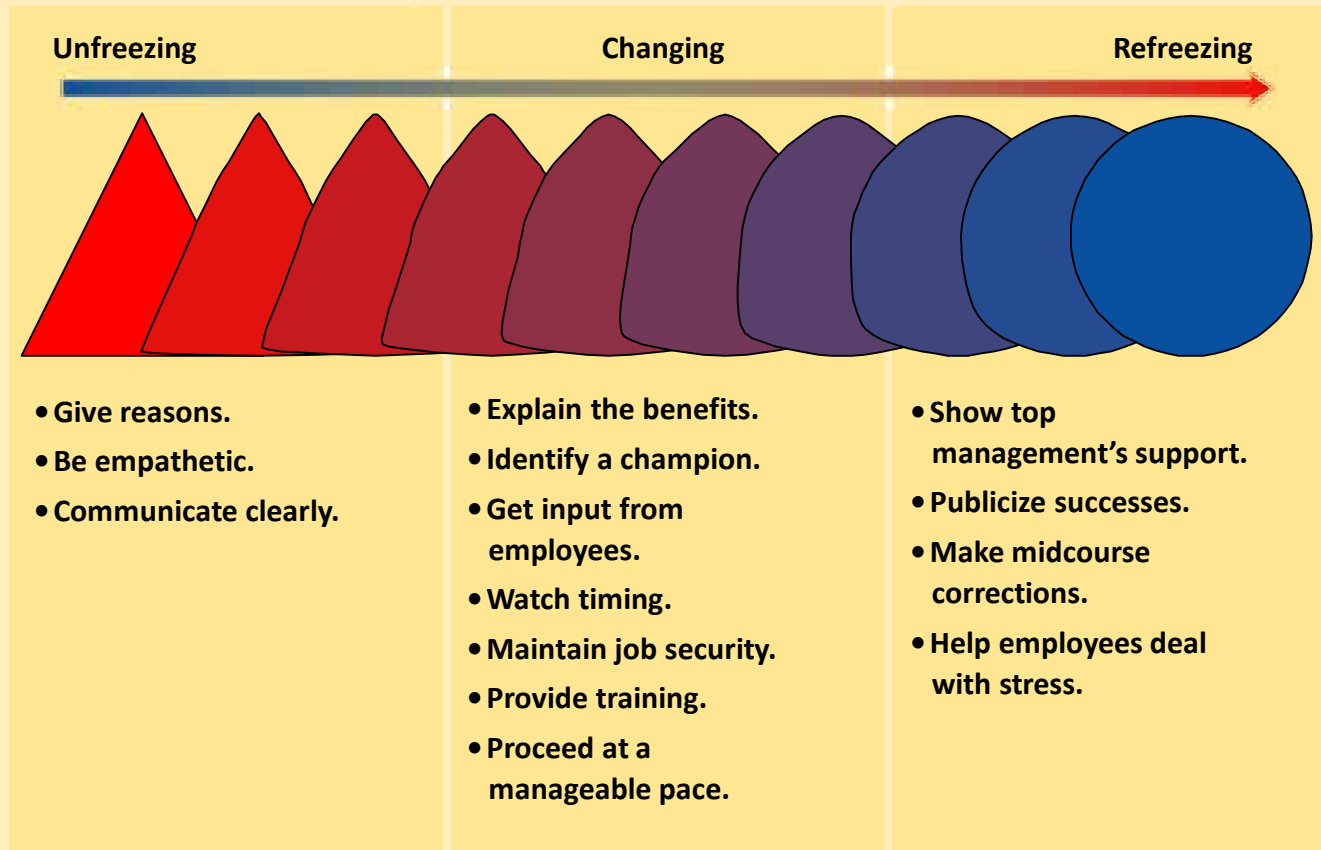 Unfreezing
Changing
Refreezing
• Give reasons.
• Be empathetic.
• Communicate clearly.
• Explain the benefits.
• Identify a champion.
• Get input from
employees.
• Watch timing.
• Maintain job security.
• Provide training.
• Proceed at a
manageable pace.
• Show top
management’s support.
• Publicize successes.
• Make midcourse
corrections.
• Help employees deal
with stress.